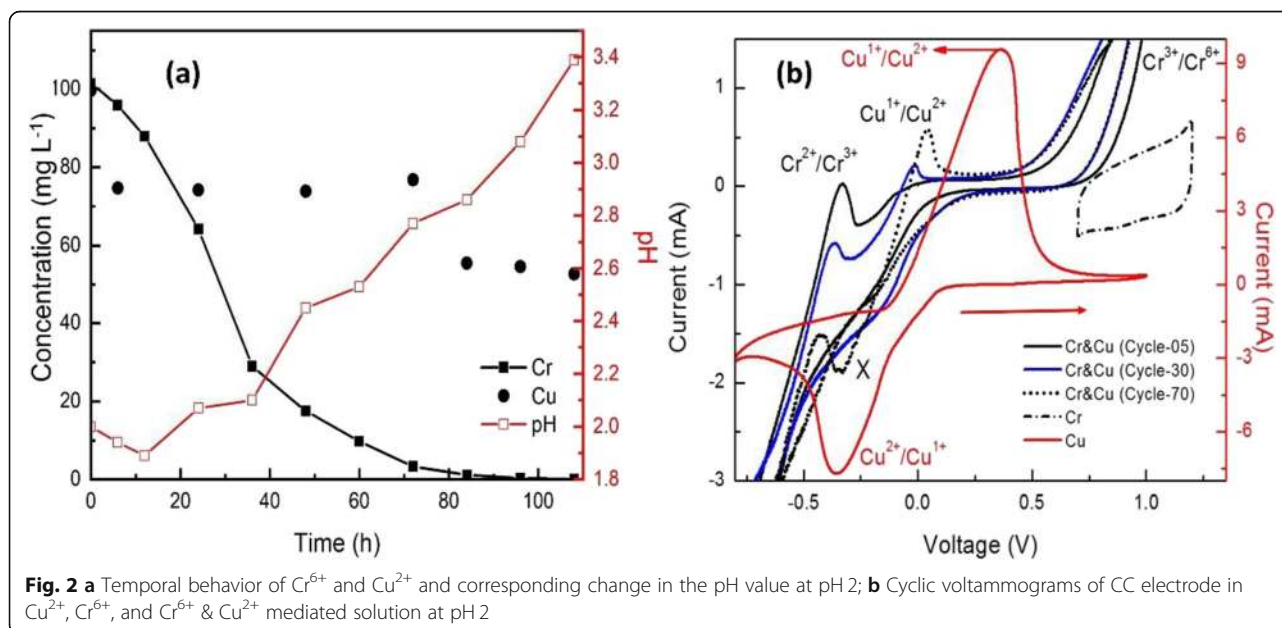 (a)
Concentration (mg L⁻¹)
100
80
60
40
20
0
0 20 40 60 80 100
Time (h)
3.4
3.2
3.0
2.8
2.6
2.4
2.2
2.0
1.8
pH
Cr
Cu
pH
(b)
Current (mA)
1
0
-1
-2
-3
-0.5 0.0 0.5 1.0
Voltage (V)
9
6
3
0
-3
-6
Current (mA)
Cu¹⁺/Cu²⁺
Cr³⁺/Cr⁶⁺
Cu¹⁺/Cu²⁺
Cr²⁺/Cr³⁺
X
Cu²⁺/Cu¹⁺
Cr&Cu (Cycle-05)
Cr&Cu (Cycle-30)
Cr&Cu (Cycle-70)
Cr
Cu
Fig. 2 a Temporal behavior of Cr⁶⁺ and Cu²⁺ and corresponding change in the pH value at pH 2; b Cyclic voltammograms of CC electrode in
Cu²⁺, Cr⁶⁺, and Cr⁶⁺ & Cu²⁺ mediated solution at pH 2